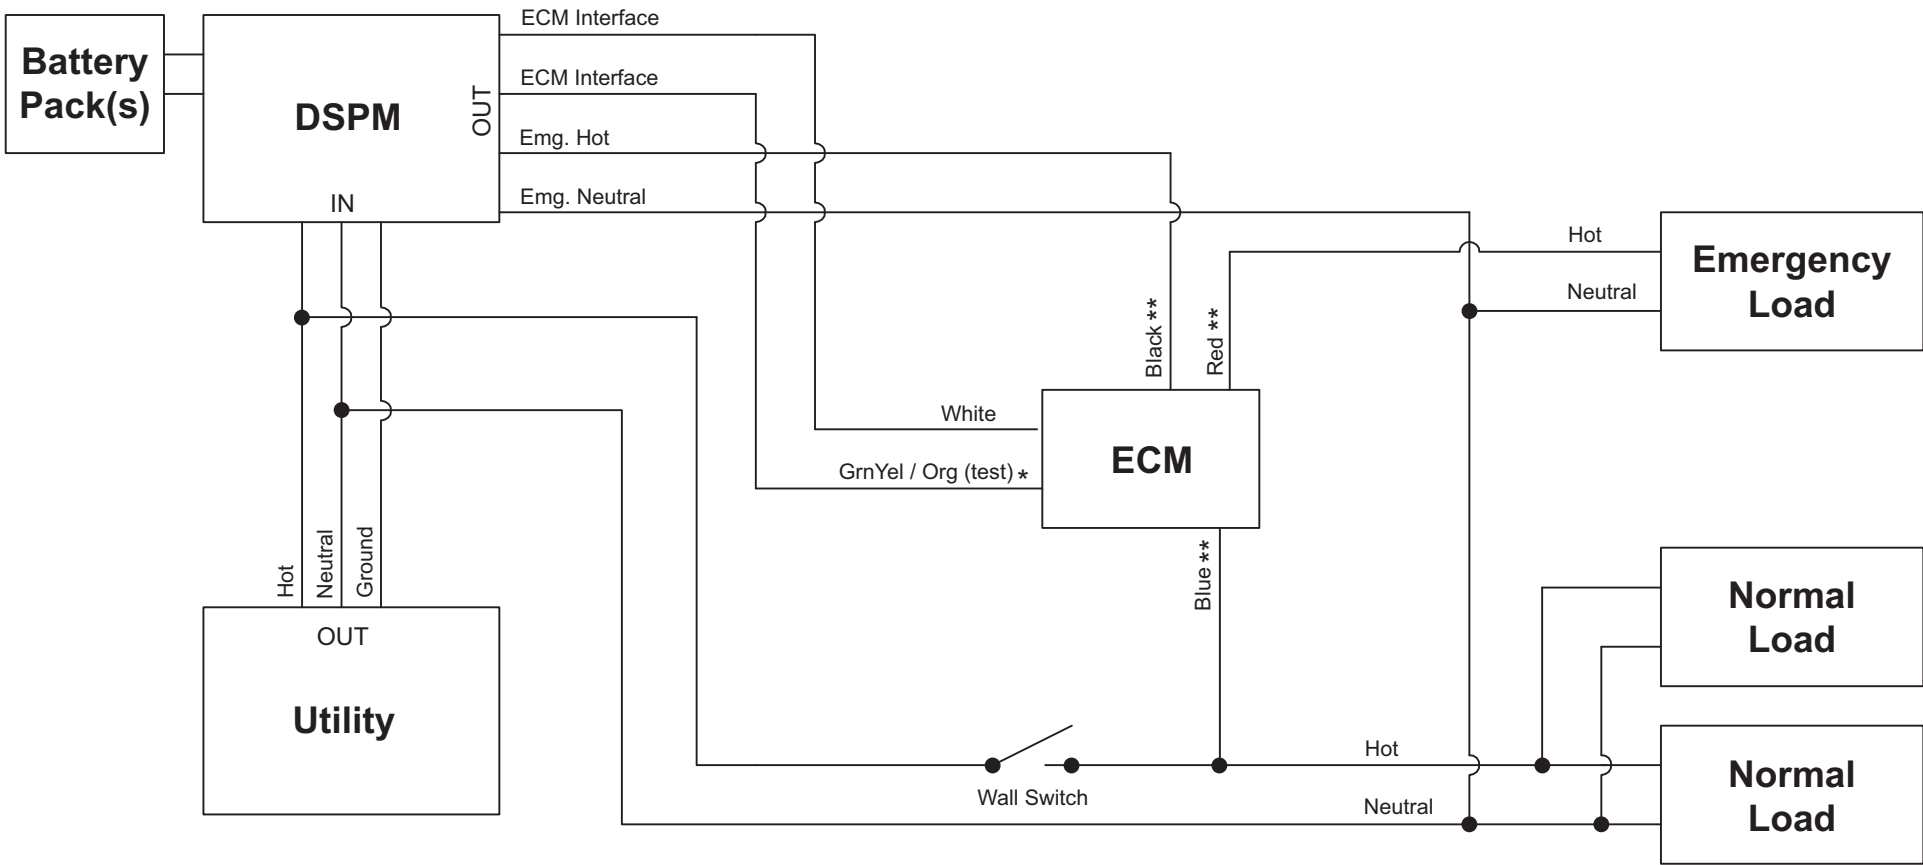 ECM Interface
Battery
Pack(s)
DSPM
OUT
ECM Interface
Emg. Hot
IN
Emg. Neutral
Hot
Neutral
Emergency
Load
Black **
Red **
White
GrnYel / Org (test) *
ECM
Hot
Neutral
Ground
Blue **
OUT
Utility
Normal
Load
Wall Switch
Hot
Neutral
Normal
Load